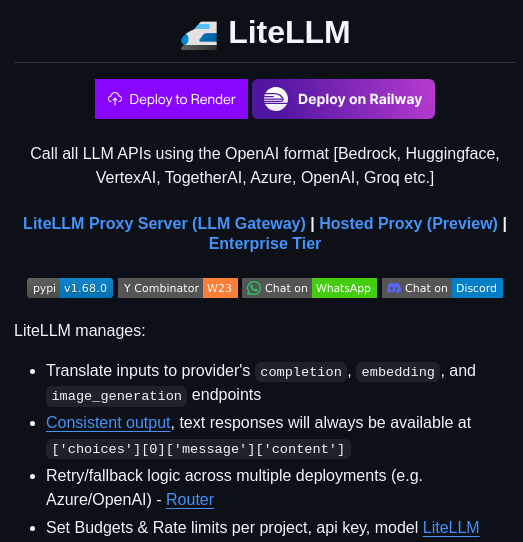 🚅 LiteLLM
Deploy to Render Deploy on Railway
Call all LLM APIs using the OpenAI format [Bedrock, Huggingface,
VertexAI, TogetherAI, Azure, OpenAI, Groq etc.]
LiteLLM Proxy Server (LLM Gateway) | Hosted Proxy (Preview) |
Enterprise Tier
pypi v1.68.0 Y Combinator W23 Chat on WhatsApp Chat on Discord
LiteLLM manages:
• Translate inputs to provider's completion, embedding, and
image_generation endpoints
• Consistent output, text responses will always be available at
['choices'][0]['message']['content']
• Retry/fallback logic across multiple deployments (e.g.
Azure/OpenAI) - Router
• Set Budgets & Rate limits per project, api key, model LiteLLM